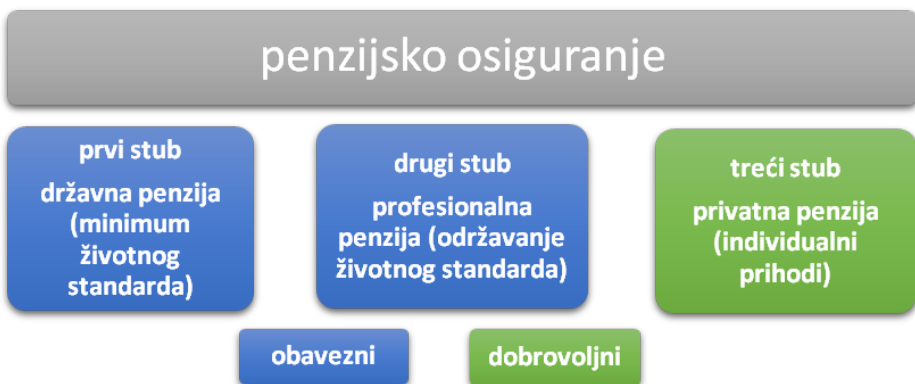 penzijsko osiguranje
prvi stub
državna penzija
(minimum
životnog
standarda)
drugi stub
profesionalna
penzija (održavanje
životnog standarda)
treći stub
privatna penzija
(individualni
prihodi)
obavezni
dobrovoljni